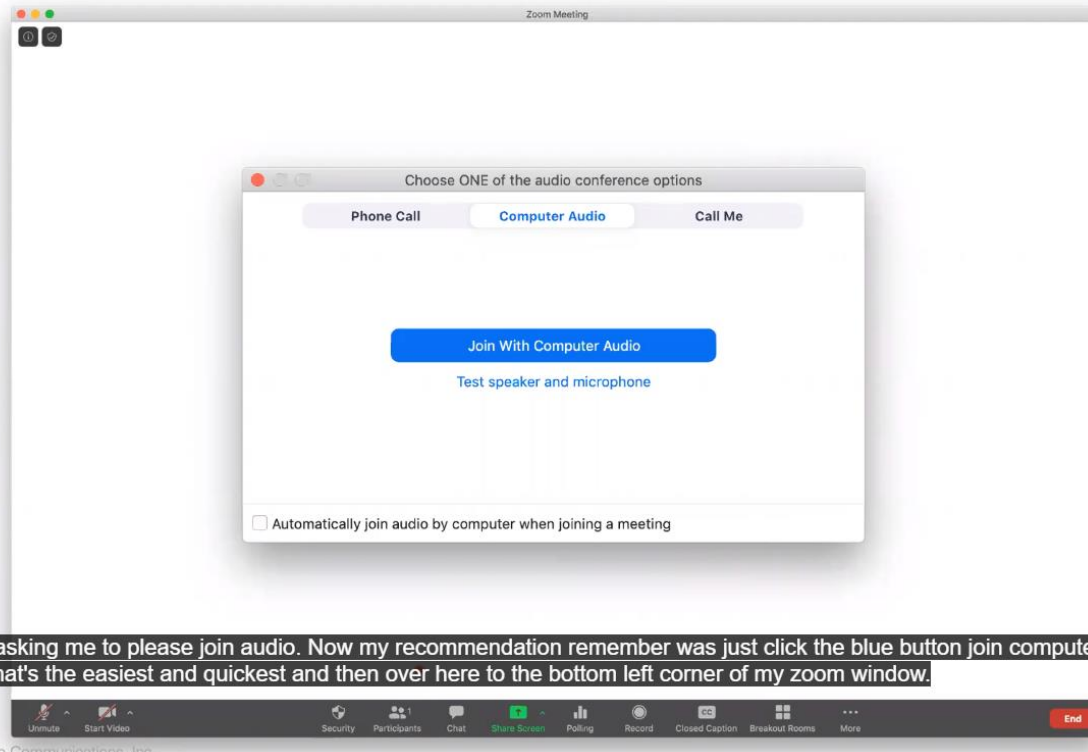 Zoom Meeting
Choose ONE of the audio conference options
Phone Call Computer Audio Call Me
Join With Computer Audio
Test speaker and microphone
Automatically join audio by computer when joining a meeting
asking me to please join audio. Now my recommendation remember was just click the blue button join compute
hat's the easiest and quickest and then over here to the bottom left corner of my zoom window.
1
Unmute Start Video Security Participants Chat Share Screen Polling Record CC Closed Caption Breakout Rooms More End
Communications, Inc